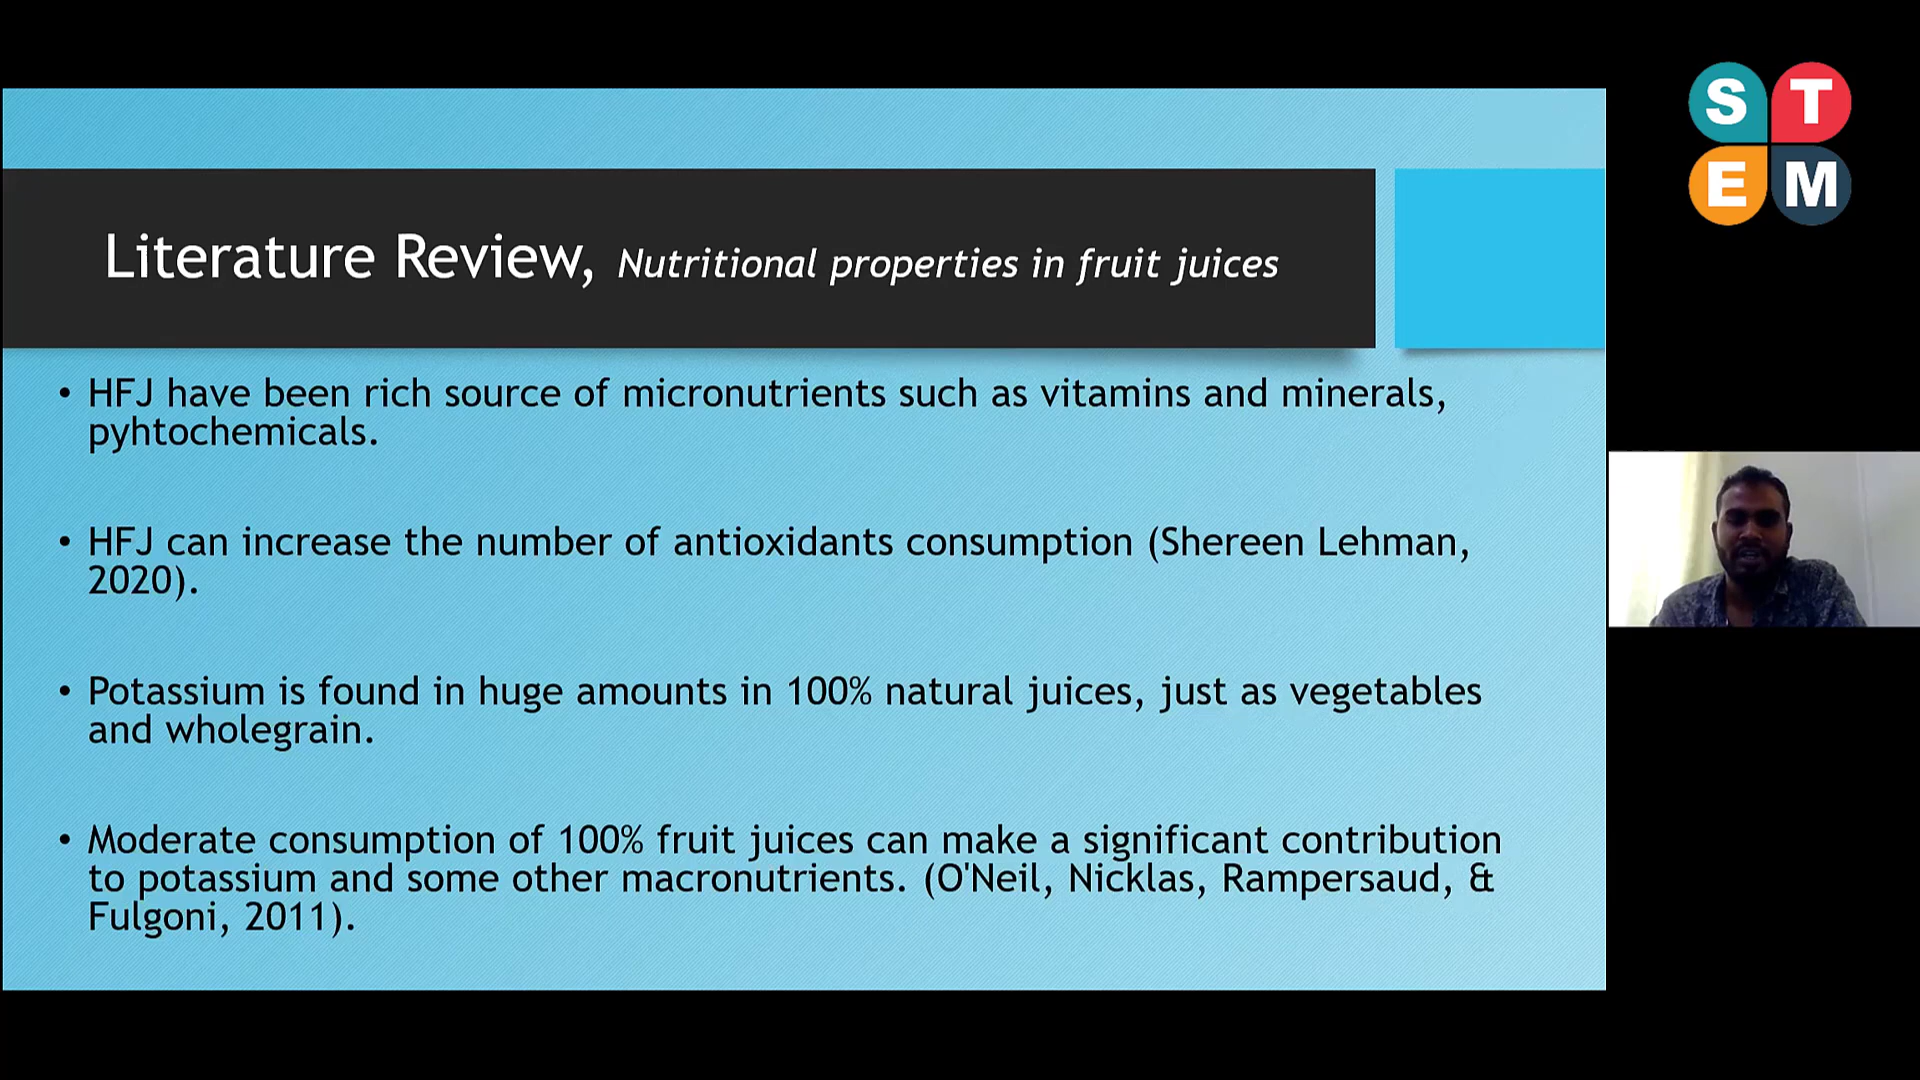 Literature Review, Nutritional properties in fruit juices
• HFJ have been rich source of micronutrients such as vitamins and minerals,
pyhtochemicals.
• HFJ can increase the number of antioxidants consumption (Shereen Lehman,
2020).
• Potassium is found in huge amounts in 100% natural juices, just as vegetables
and wholegrain.
• Moderate consumption of 100% fruit juices can make a significant contribution
to potassium and some other macronutrients. (O'Neil, Nicklas, Rampersaud, &
Fulgoni, 2011).
S T
E M